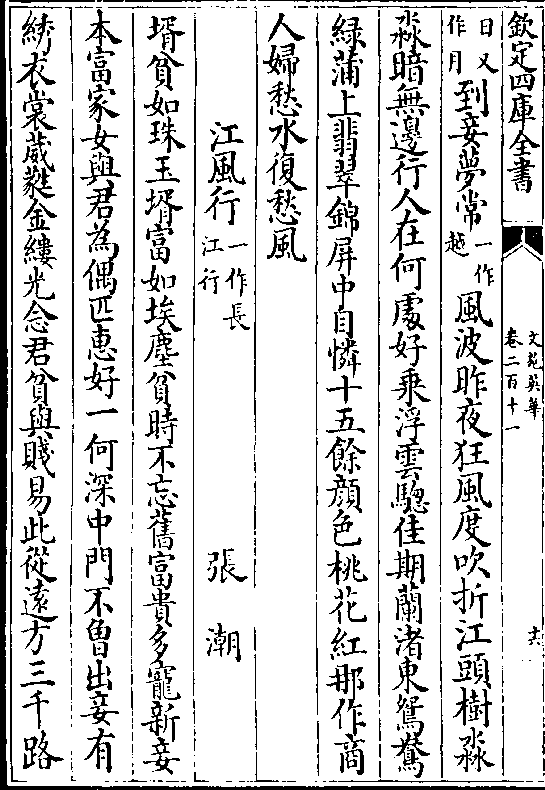 欽定四庫全書
文苑英華
卷二百十一
六
日又
作月
到妾夢常
一作
越
風波昨夜狂風度吹折江頭樹淼
淼暗無邊行人在何處好乗浮雲驄佳期蘭渚東鴛鴦
緑蒲上翡翠錦屏中自憐十五餘顔色桃花紅那作商
人婦愁水復愁風
江風行
一作長
江行
張潮
壻貧如珠玉壻富如埃塵貧時不忘舊富貴多寵新妾
本富家女與君為偶匹惠好一何深中門不曽出妾有
綉衣裳葳蕤金縷光念君貧與賤易此從遠方三千路